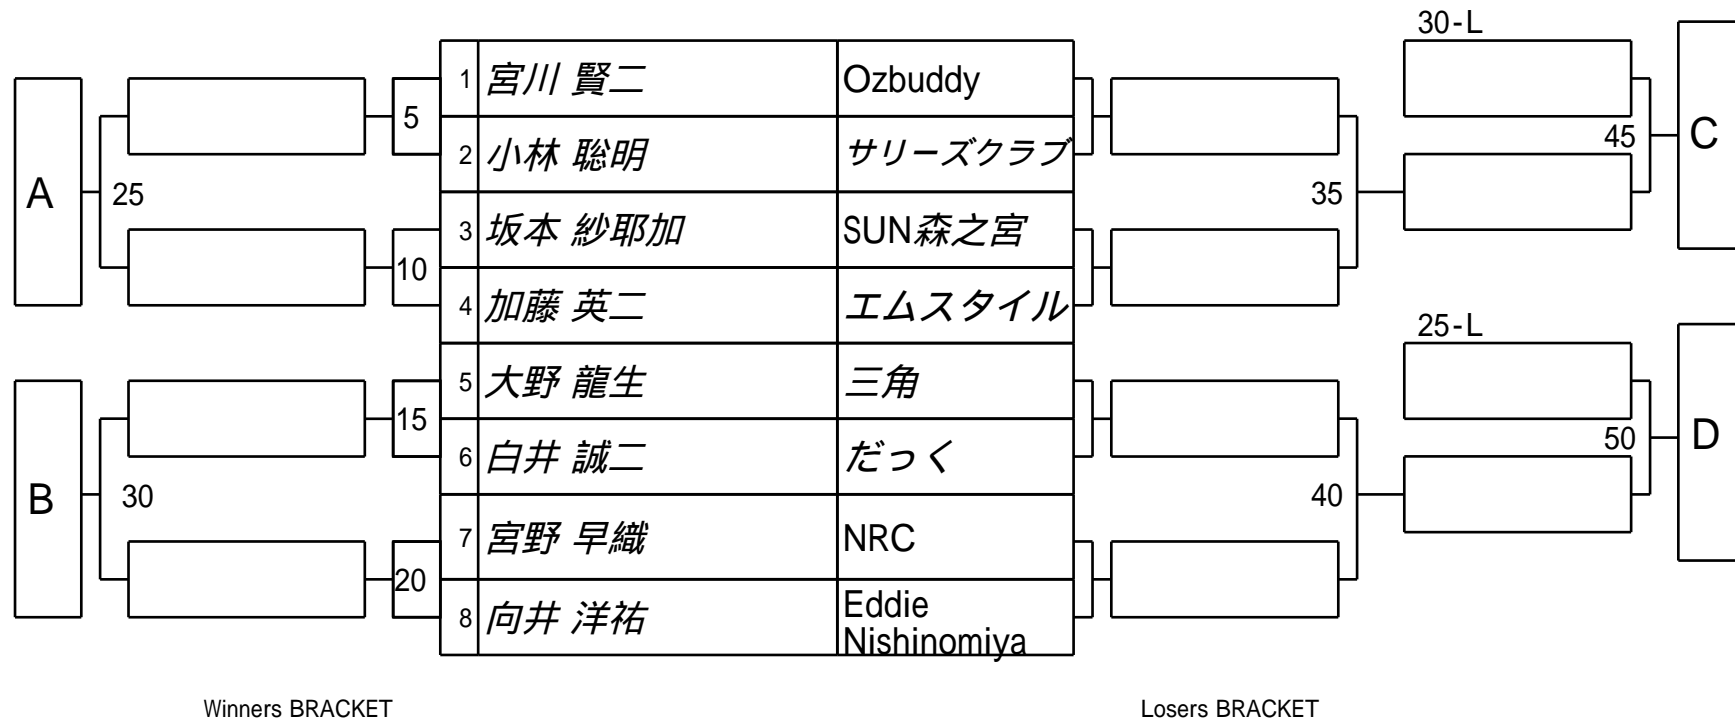 30-L
1 宮川 賢二 Ozbuddy
5
2 小林 聡明 サリーズクラブ
45 C
A 25 35
3 坂本 紗耶加 SUN森之宮
10
4 加藤 英二 エムスタイル
25-L
5 大野 龍生 三角
15
6 白井 誠二 だっく
50 D
B 30 40
7 宮野 早織 NRC
20
8 向井 洋祐 Eddie
Nishinomiya
Winners BRACKET Losers BRACKET